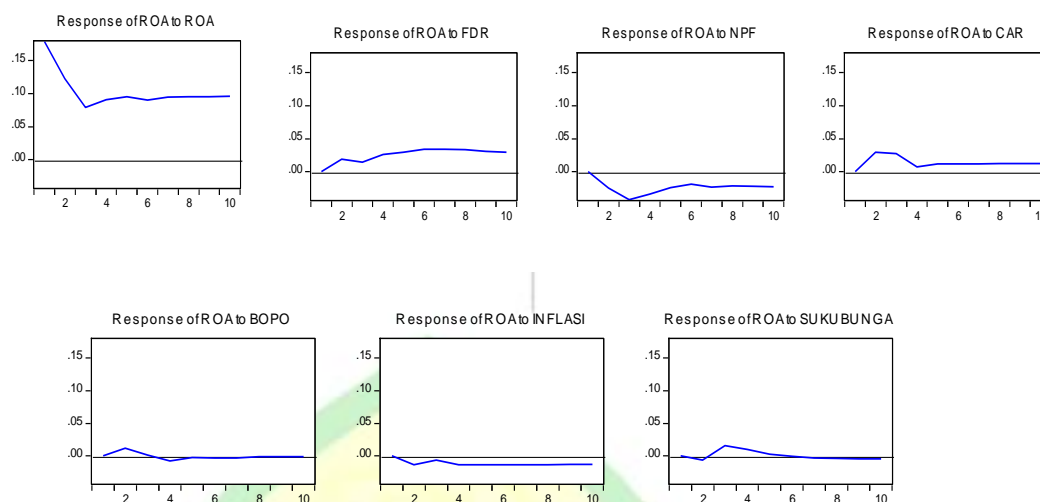 Response of ROA to ROA
Response of ROA to FDR
Response of ROA to NPF
Response of ROA to CAR
.15
.10
.05
.00
2 4 6 8 10
.15
.10
.05
.00
2 4 6 8 10
.15
.10
.05
.00
2 4 6 8 10
.15
.10
.05
.00
2 4 6 8 10
Response of ROA to BOPO
Response of ROA to INFLASI
Response of ROA to SUKUBUNGA
.15
.10
.05
.00
2 4 6 8 10
.15
.10
.05
.00
2 4 6 8 10
.15
.10
.05
.00
2 4 6 8 10